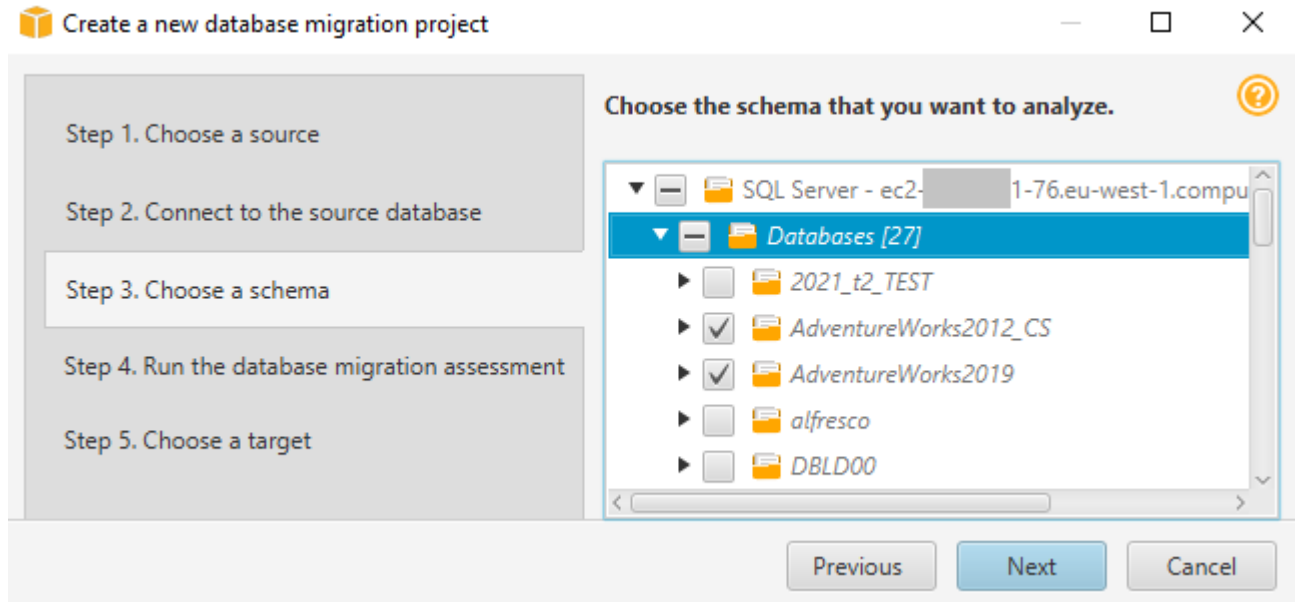 Create a new database migration project
Step 1. Choose a source
Step 2. Connect to the source database
Step 3. Choose a schema
Step 4. Run the database migration assessment
Step 5. Choose a target
Choose the schema that you want to analyze.
SQL Server - ec2- 1-76.eu-west-1.compu
Databases [27]
2021_t2_TEST
AdventureWorks2012_CS
AdventureWorks2019
alfresco
DBLD00
Previous
Next
Cancel